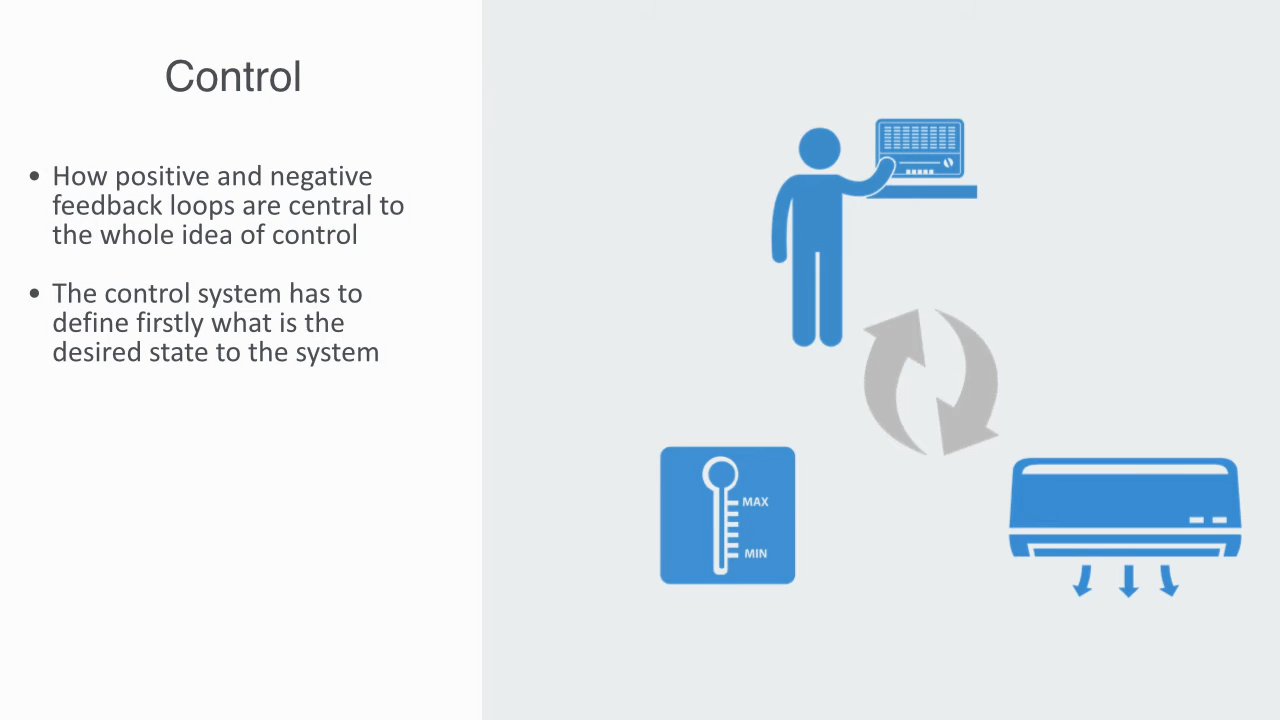 Control
• How positive and negative
feedback loops are central to
the whole idea of control
• The control system has to
define firstly what is the
desired state to the system
MAX
MIN